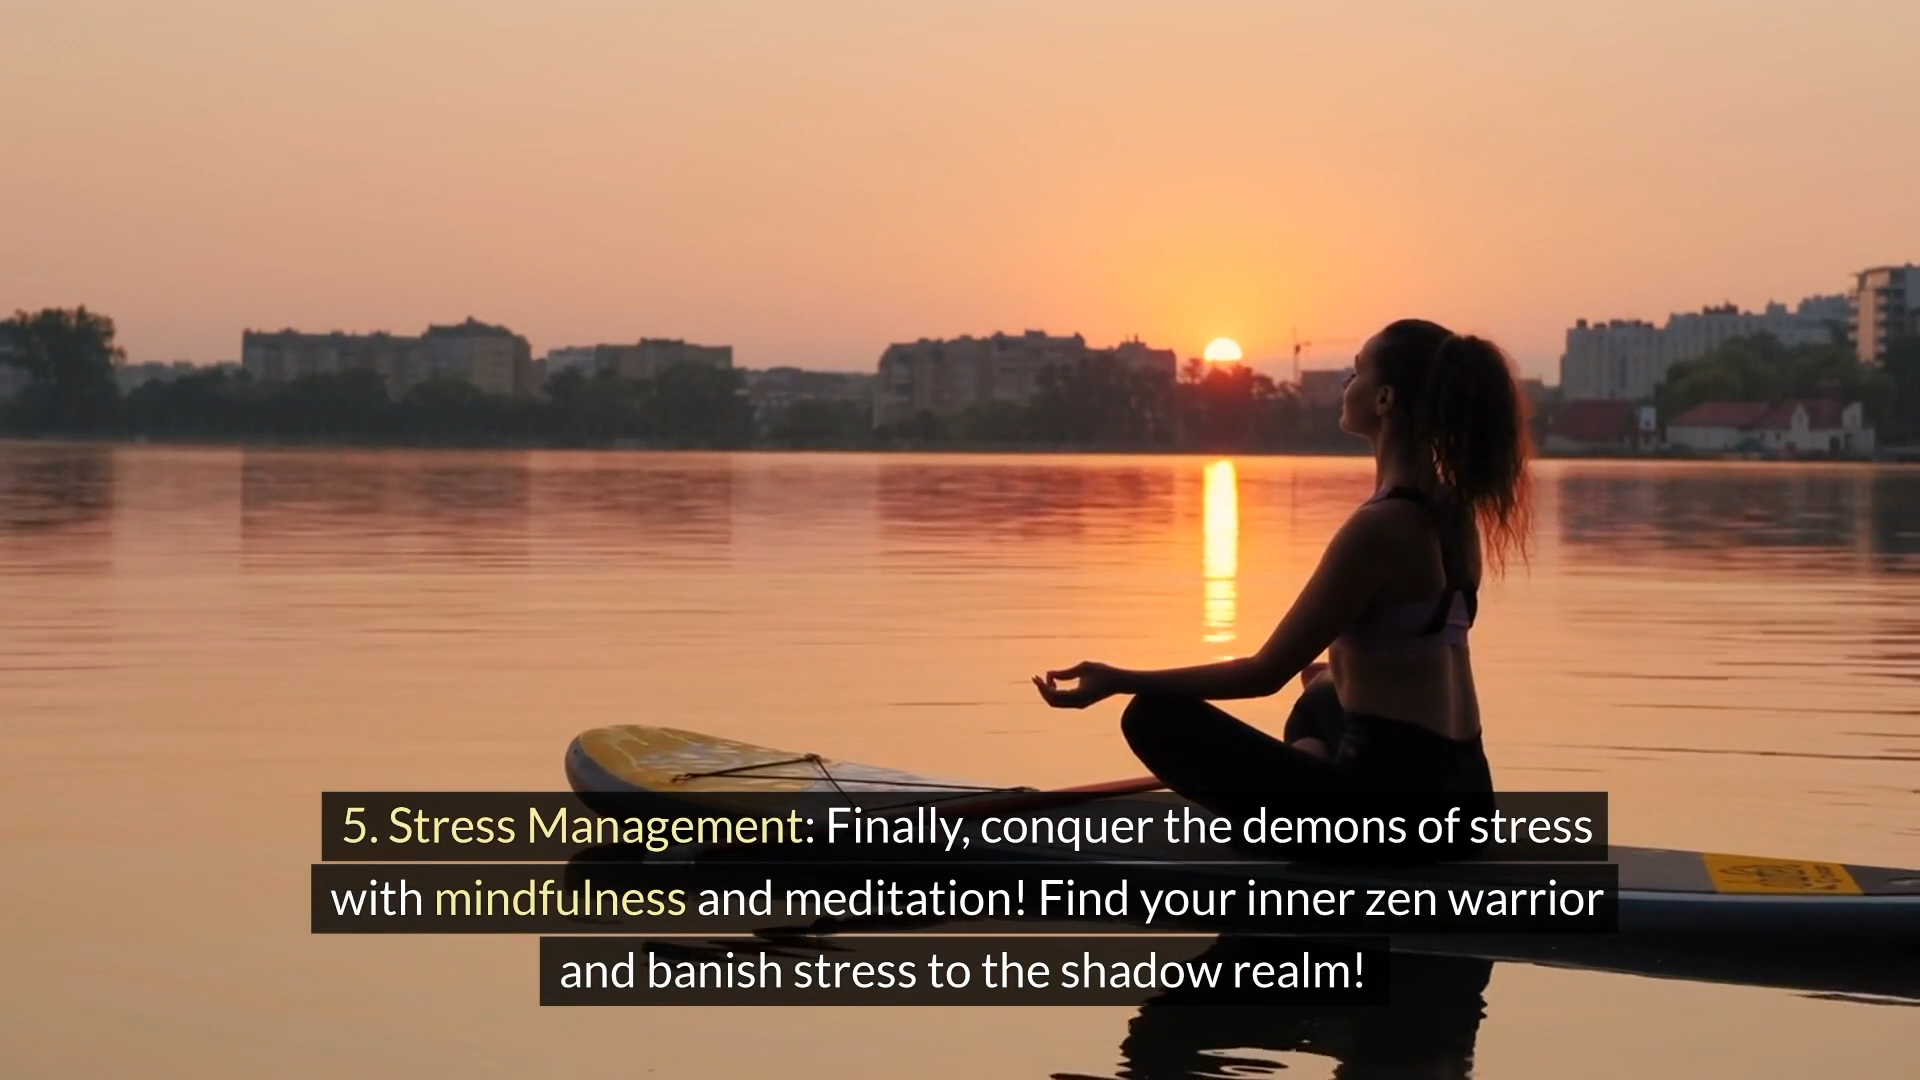 5. Stress Management: Finally, conquer the demons of stress
with mindfulness and meditation! Find your inner zen warrior
and banish stress to the shadow realm!